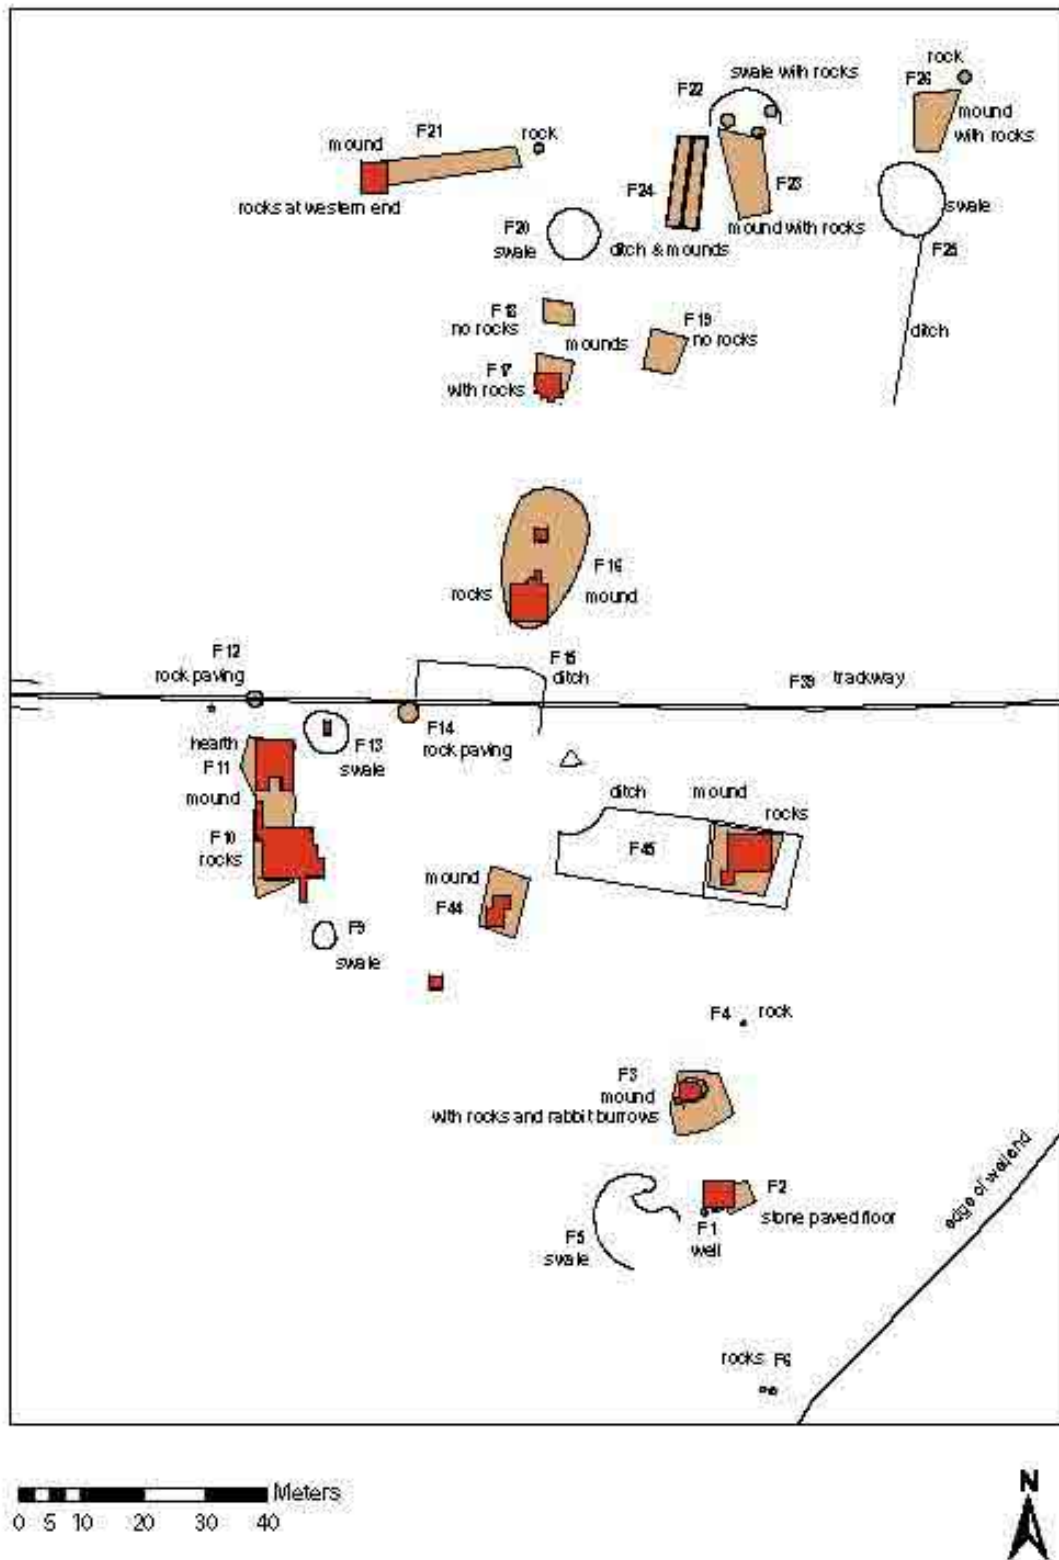 rock
F26
mound
with rocks
swale with rocks
F22
F21
rock
mound
rocks at western end
F24
F23
mound with rocks
swale
F25
F20
swale
ditch & mounds
F18
no rocks
mounds
F19
no rocks
ditch
F17
with rocks
F16
rocks
mound
F12
rock paving
F15
ditch
F39
trackway
hearth
F11
F13
swale
F14
rock paving
mound
F10
rocks
ditch
mound
rocks
F45
mound
F44
F9
swale
F4
rock
F3
mound
with rocks and rabbit burrows
edge of wetland
F2
stone paved floor
F1
well
F5
swale
rocks
F6
Meters
0 5 10 20 30 40
N